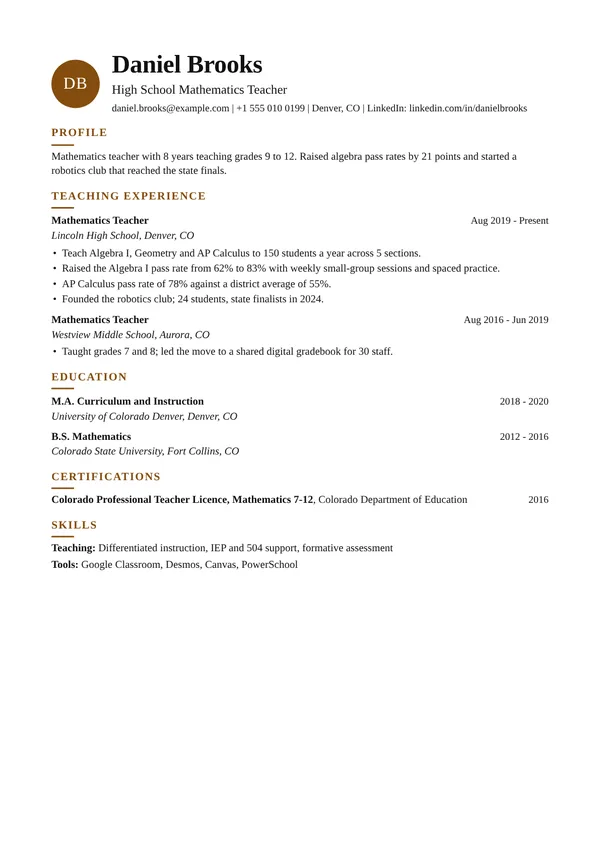 DB
Daniel Brooks
High School Mathematics Teacher
daniel.brooks@example.com | +1 555 010 0199 | Denver, CO | LinkedIn: linkedin.com/in/danielbrooks
PROFILE
Mathematics teacher with 8 years teaching grades 9 to 12. Raised algebra pass rates by 21 points and started a
robotics club that reached the state finals.
TEACHING EXPERIENCE
Mathematics Teacher Aug 2019 - Present
Lincoln High School, Denver, CO
• Teach Algebra I, Geometry and AP Calculus to 150 students a year across 5 sections.
• Raised the Algebra I pass rate from 62% to 83% with weekly small-group sessions and spaced practice.
• AP Calculus pass rate of 78% against a district average of 55%.
• Founded the robotics club; 24 students, state finalists in 2024.
Mathematics Teacher Aug 2016 - Jun 2019
Westview Middle School, Aurora, CO
• Taught grades 7 and 8; led the move to a shared digital gradebook for 30 staff.
EDUCATION
M.A. Curriculum and Instruction 2018 - 2020
University of Colorado Denver, Denver, CO
B.S. Mathematics 2012 - 2016
Colorado State University, Fort Collins, CO
CERTIFICATIONS
Colorado Professional Teacher Licence, Mathematics 7-12, Colorado Department of Education 2016
SKILLS
Teaching: Differentiated instruction, IEP and 504 support, formative assessment
Tools: Google Classroom, Desmos, Canvas, PowerSchool